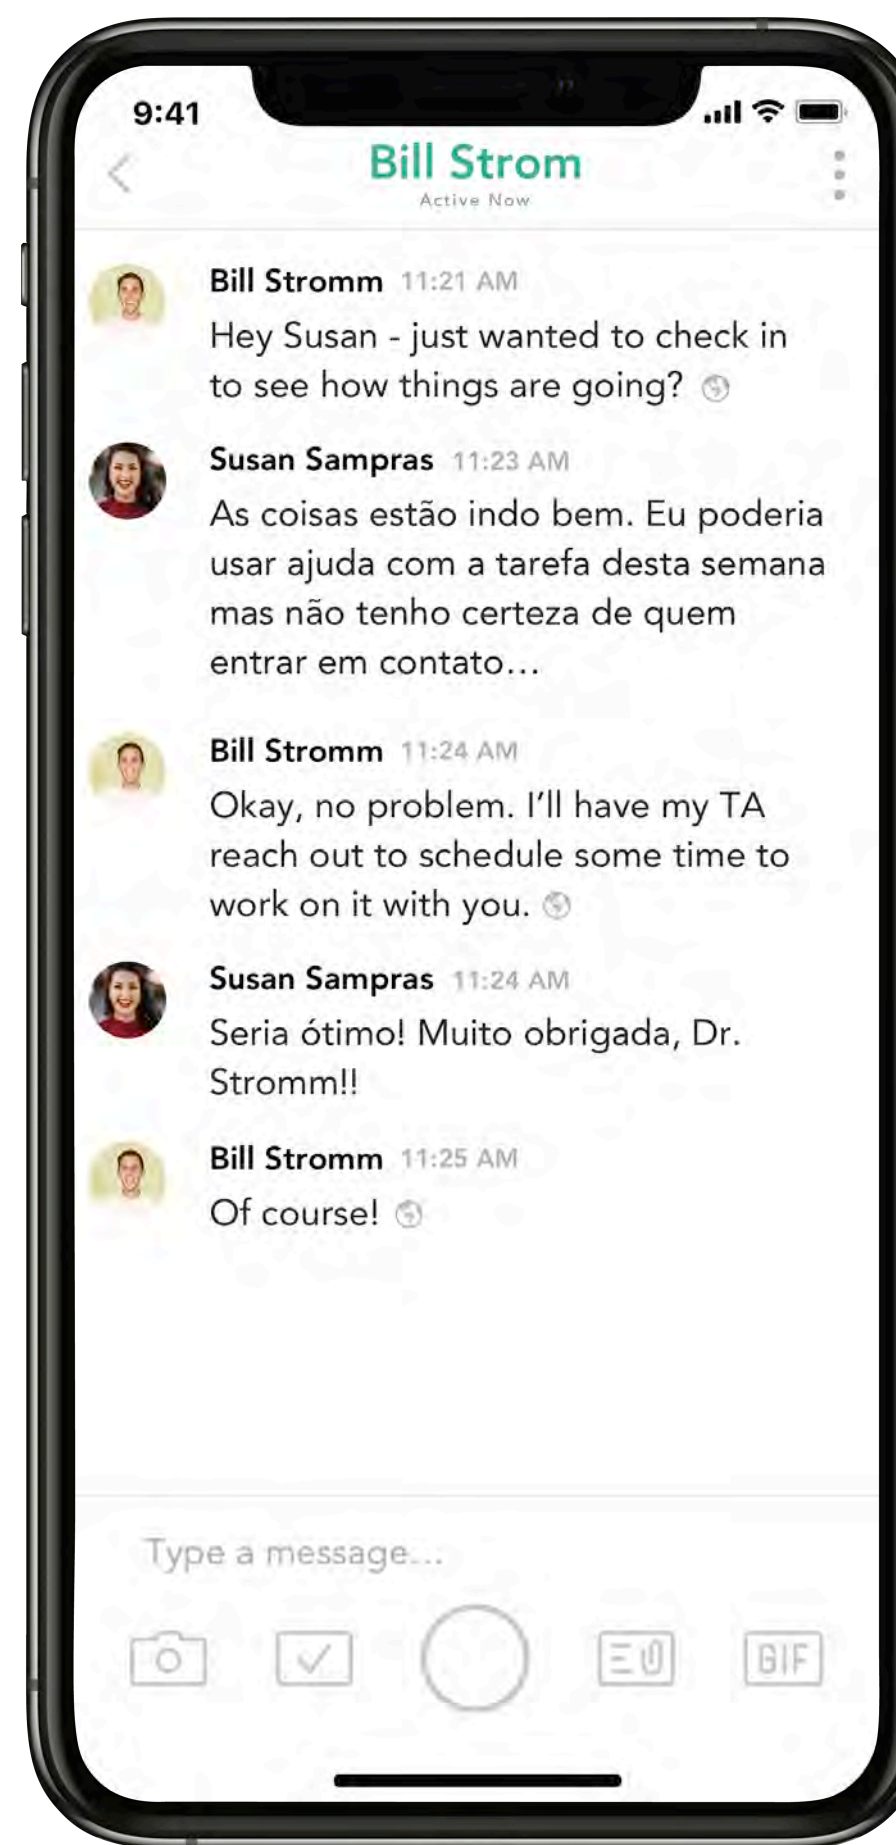 9:41
Bill Strom
Active Now
Bill Stromm 11:21 AM
Hey Susan - just wanted to check in
to see how things are going?
Susan Sampras 11:23 AM
As coisas estão indo bem. Eu poderia
usar ajuda com a tarefa desta semana
mas não tenho certeza de quem
entrar em contato...
Bill Stromm 11:24 AM
Okay, no problem. I’ll have my TA
reach out to schedule some time to
work on it with you.
Susan Sampras 11:24 AM
Seria ótimo! Muito obrigada, Dr.
Stromm!!
Bill Stromm 11:25 AM
Of course!
Type a message...
GIF